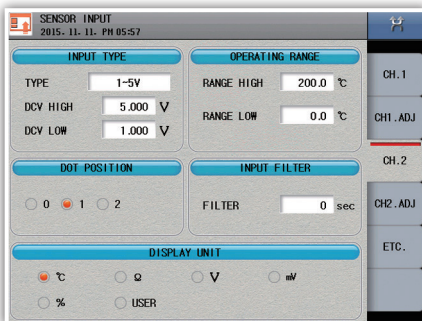 SENSOR INPUT
2015. 11. 11. PM 05:57
INPUT TYPE
TYPE 1-5V
DCV HIGH 5.000 V
DCV LOW 1.000 V
OPERATING RANGE
RANGE HIGH 200.0 ℃
RANGE LOW 0.0 ℃
DOT POSITION
0 1 2
INPUT FILTER
FILTER 0 sec
DISPLAY UNIT
℃ Ω V mV
% USER
CH.1
CH1.ADJ
CH.2
CH2.ADJ
ETC.